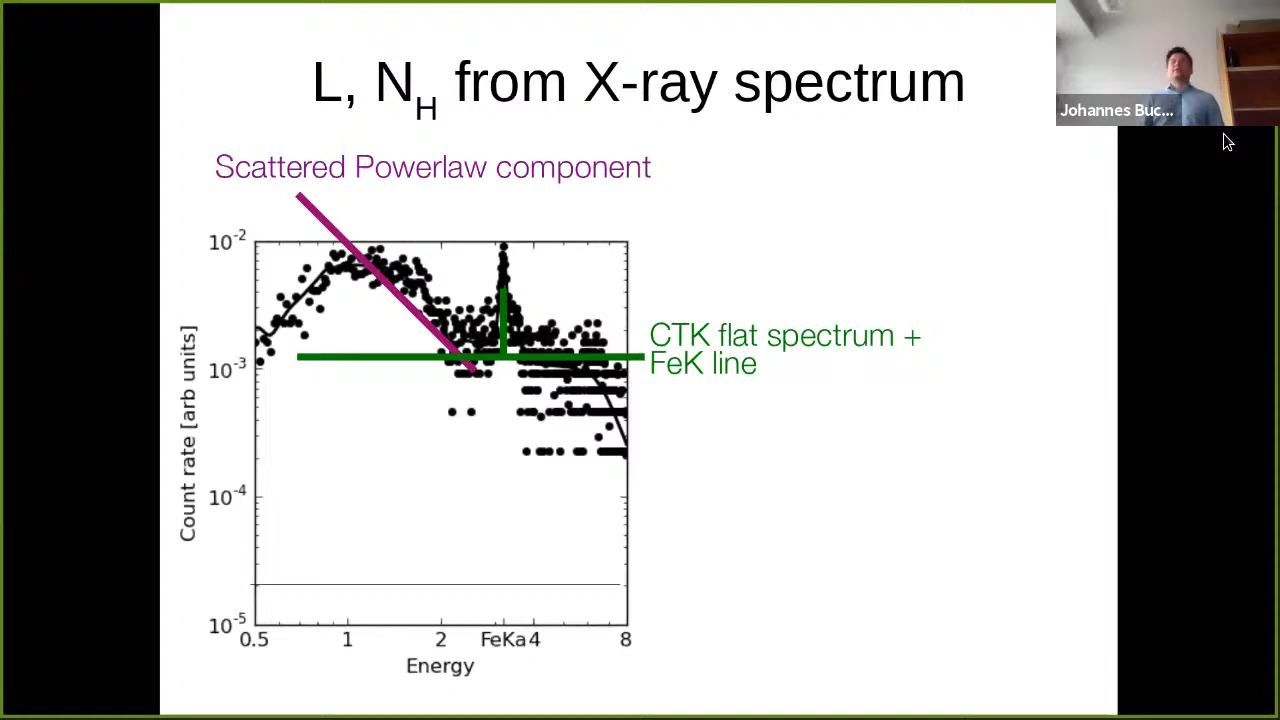 L, NH from X-ray spectrum
Johannes Buc...
Scattered Powerlaw component
10-2
10-3
10-4
10-5
Count rate [arb units]
CTK flat spectrum +
FeK line
0.5 1 2 FeKa 4 8
Energy